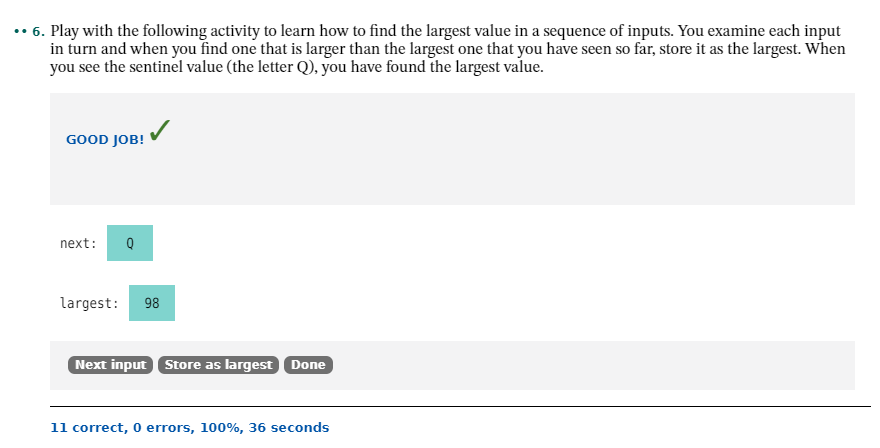 •• 6. Play with the following activity to learn how to find the largest value in a sequence of inputs. You examine each input
in turn and when you find one that is larger than the largest one that you have seen so far, store it as the largest. When
you see the sentinel value (the letter Q), you have found the largest value.
GOOD JOB! ✓
next: Q
largest: 98
Next input Store as largest Done
11 correct, 0 errors, 100%, 36 seconds